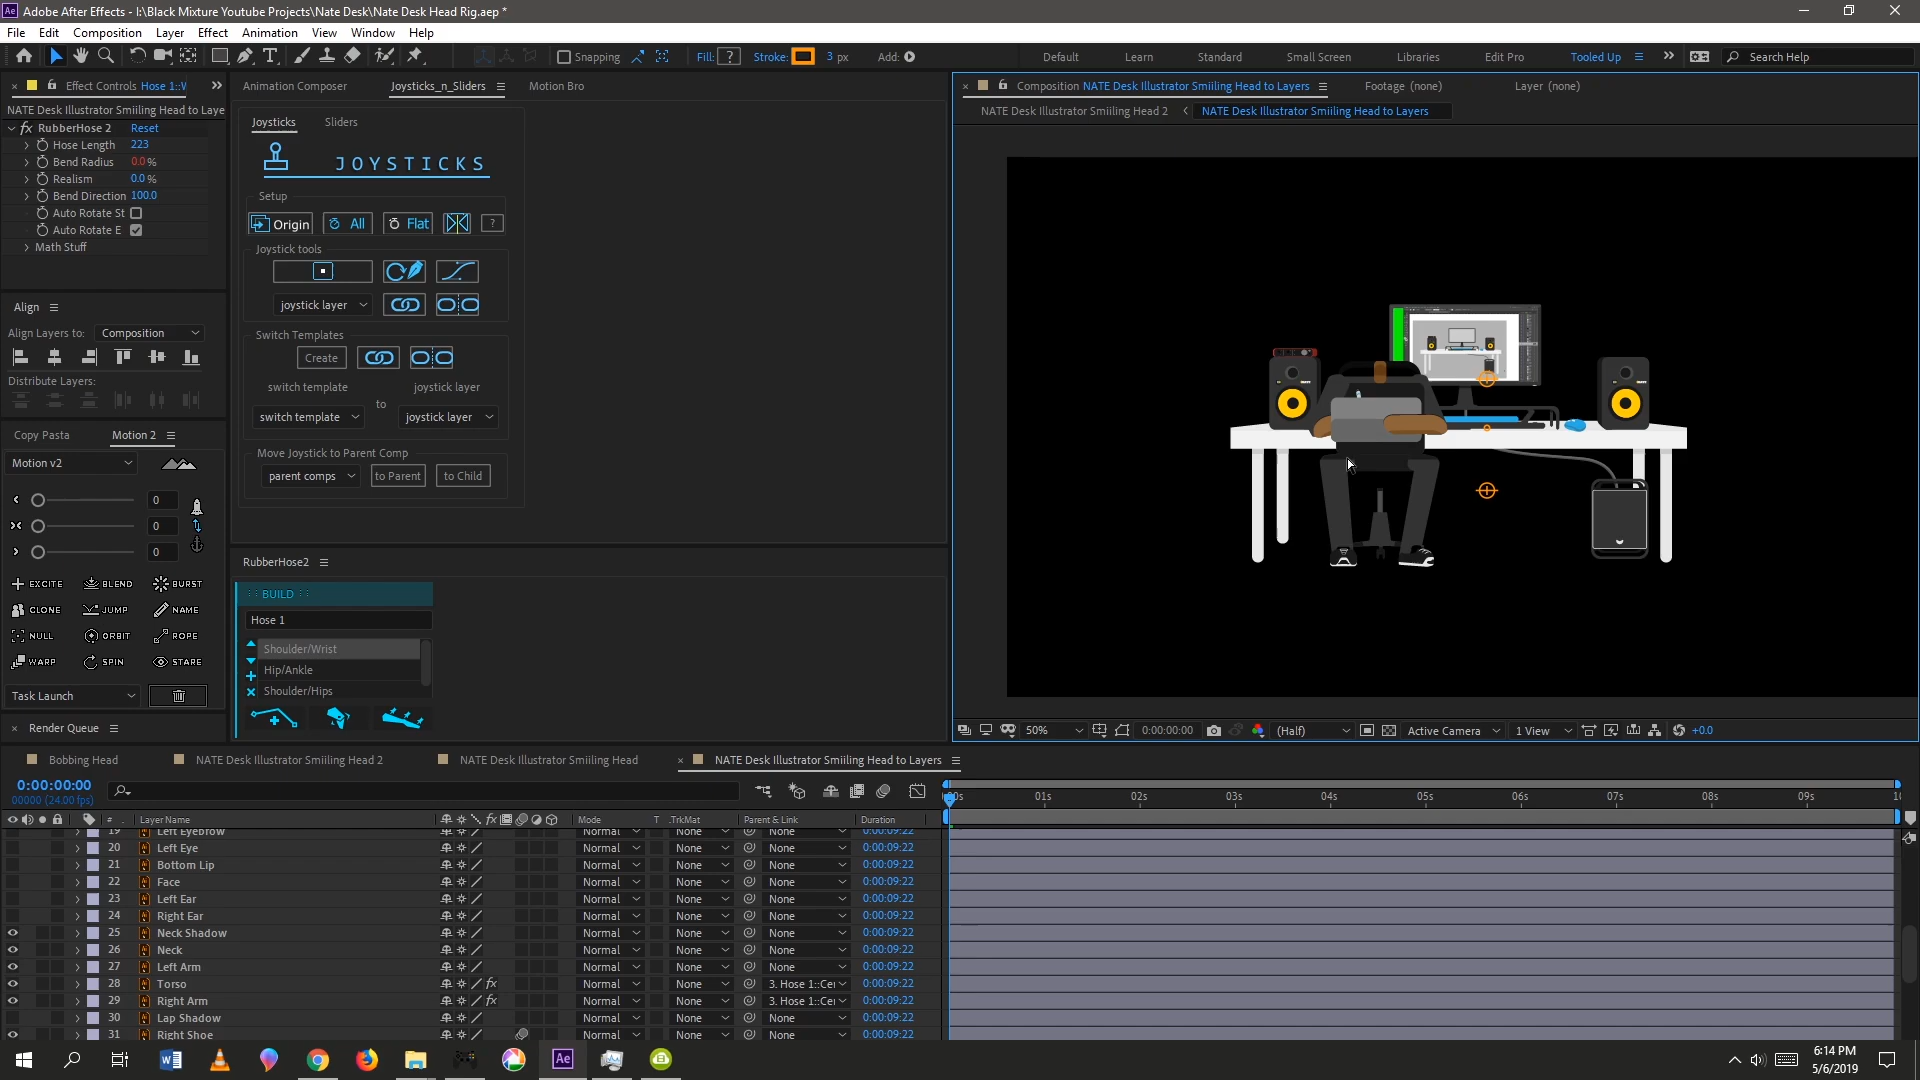 Adobe After Effects - I:\Black Mixture Youtube Projects\Nate Desk\Nate Desk Head Rig.aep *
File Edit Composition Layer Effect Animation View Window Help
Snapping Fill: ? Stroke: 3 px Add: Default Learn Standard Small Screen Libraries Edit Pro Tooled Up Search Help
Effect Controls Hose 1::V
NATE Desk Illustrator Smiiling Head to Laye
fx RubberHose 2 Reset
Hose Length 223
Bend Radius 0.0 %
Realism 0.0 %
Bend Direction 100.0
Auto Rotate St
Auto Rotate E
Math Stuff
Align
Align Layers to: Composition
Distribute Layers:
Copy Pasta Motion 2
Motion v2
0
0
0
EXCITE BLEND BURST
CLONE JUMP NAME
NULL ORBIT ROPE
WARP SPIN STARE
Task Launch
Render Queue
Animation Composer Joysticks_n_Sliders Motion Bro
Joysticks Sliders
JOYSTICKS
Setup
Origin All Flat ?
Joystick tools
joystick layer
Switch Templates
Create
switch template joystick layer
to
switch template joystick layer
Move Joystick to Parent Comp
parent comps to Parent to Child
RubberHose2
BUILD
Hose 1
Shoulder/Wrist
Hip/Ankle
Shoulder/Hips
Composition NATE Desk Illustrator Smiiling Head to Layers Footage (none) Layer (none)
NATE Desk Illustrator Smiiling Head 2 NATE Desk Illustrator Smiiling Head to Layers
50% 0:00:00:00 (Half) Active Camera 1 View +0.0
Bobbing Head NATE Desk Illustrator Smiiling Head 2 NATE Desk Illustrator Smiiling Head NATE Desk Illustrator Smiiling Head to Layers
0:00:00:00
00000 (24.00 fps)
00s 01s 02s 03s 04s 05s 06s 07s 08s 09s 10
# Layer Name fx Mode T .TrkMat Parent & Link Duration
19 Left Eyebrow Normal None None 0:00:09:22
20 Left Eye Normal None None 0:00:09:22
21 Bottom Lip Normal None None 0:00:09:22
22 Face Normal None None 0:00:09:22
23 Left Ear Normal None None 0:00:09:22
24 Right Ear Normal None None 0:00:09:22
25 Neck Shadow Normal None None 0:00:09:22
26 Neck Normal None None 0:00:09:22
27 Left Arm Normal None None 0:00:09:22
28 Torso fx Normal None 3. Hose 1::Cei 0:00:09:22
29 Right Arm fx Normal None 3. Hose 1::Cei 0:00:09:22
30 Lap Shadow Normal None None 0:00:09:22
31 Right Shoe Normal None None 0:00:09:22
6:14 PM
5/6/2019